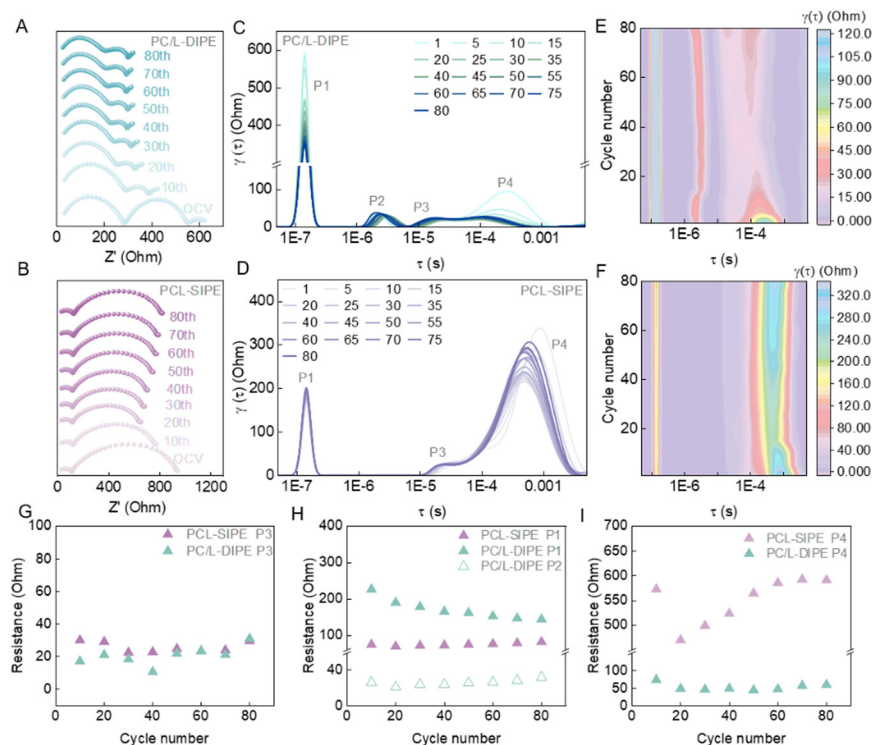 A
PC/L-DIPE
80th
70th
60th
50th
40th
30th
20th
10th
OCV
0 200 400 600
Z' (Ohm)
C
PC/L-DIPE
P1
1 5 10 15
20 25 30 35
40 45 50 55
60 65 70 75
80
P2
P3
P4
γ (τ) (Ohm)
600
500
400
300
100
0
1E-7 1E-6 1E-5 1E-4 0.001
τ (s)
E
γ(τ) (Ohm)
120.0
105.0
90.00
75.00
60.00
45.00
30.00
15.00
0.000
Cycle number
80
60
40
20
1E-6 1E-4
τ (s)
B
PCL-SIPE
80th
70th
60th
50th
40th
30th
20th
10th
OCV
0 400 800 1200
Z' (Ohm)
D
PCL-SIPE
1 5 10 15
20 25 30 35
40 45 50 55
60 65 70 75
80
P1
P3
P4
γ (τ) (Ohm)
400
300
200
100
0
1E-7 1E-6 1E-5 1E-4 0.001
τ (s)
F
γ(τ) (Ohm)
320.0
280.0
240.0
200.0
160.0
120.0
80.00
40.00
0.000
Cycle number
80
60
40
20
1E-6 1E-4
τ (s)
G
PCL-SIPE P3
PC/L-DIPE P3
Resistance (Ohm)
100
80
60
40
20
0
0 20 40 60 80
Cycle number
H
PCL-SIPE P1
PC/L-DIPE P1
PC/L-DIPE P2
Resistance (Ohm)
400
300
200
100
40
0
0 20 40 60 80
Cycle number
I
PCL-SIPE P4
PC/L-DIPE P4
Resistance (Ohm)
700
650
600
550
500
100
50
0
0 20 40 60 80
Cycle number